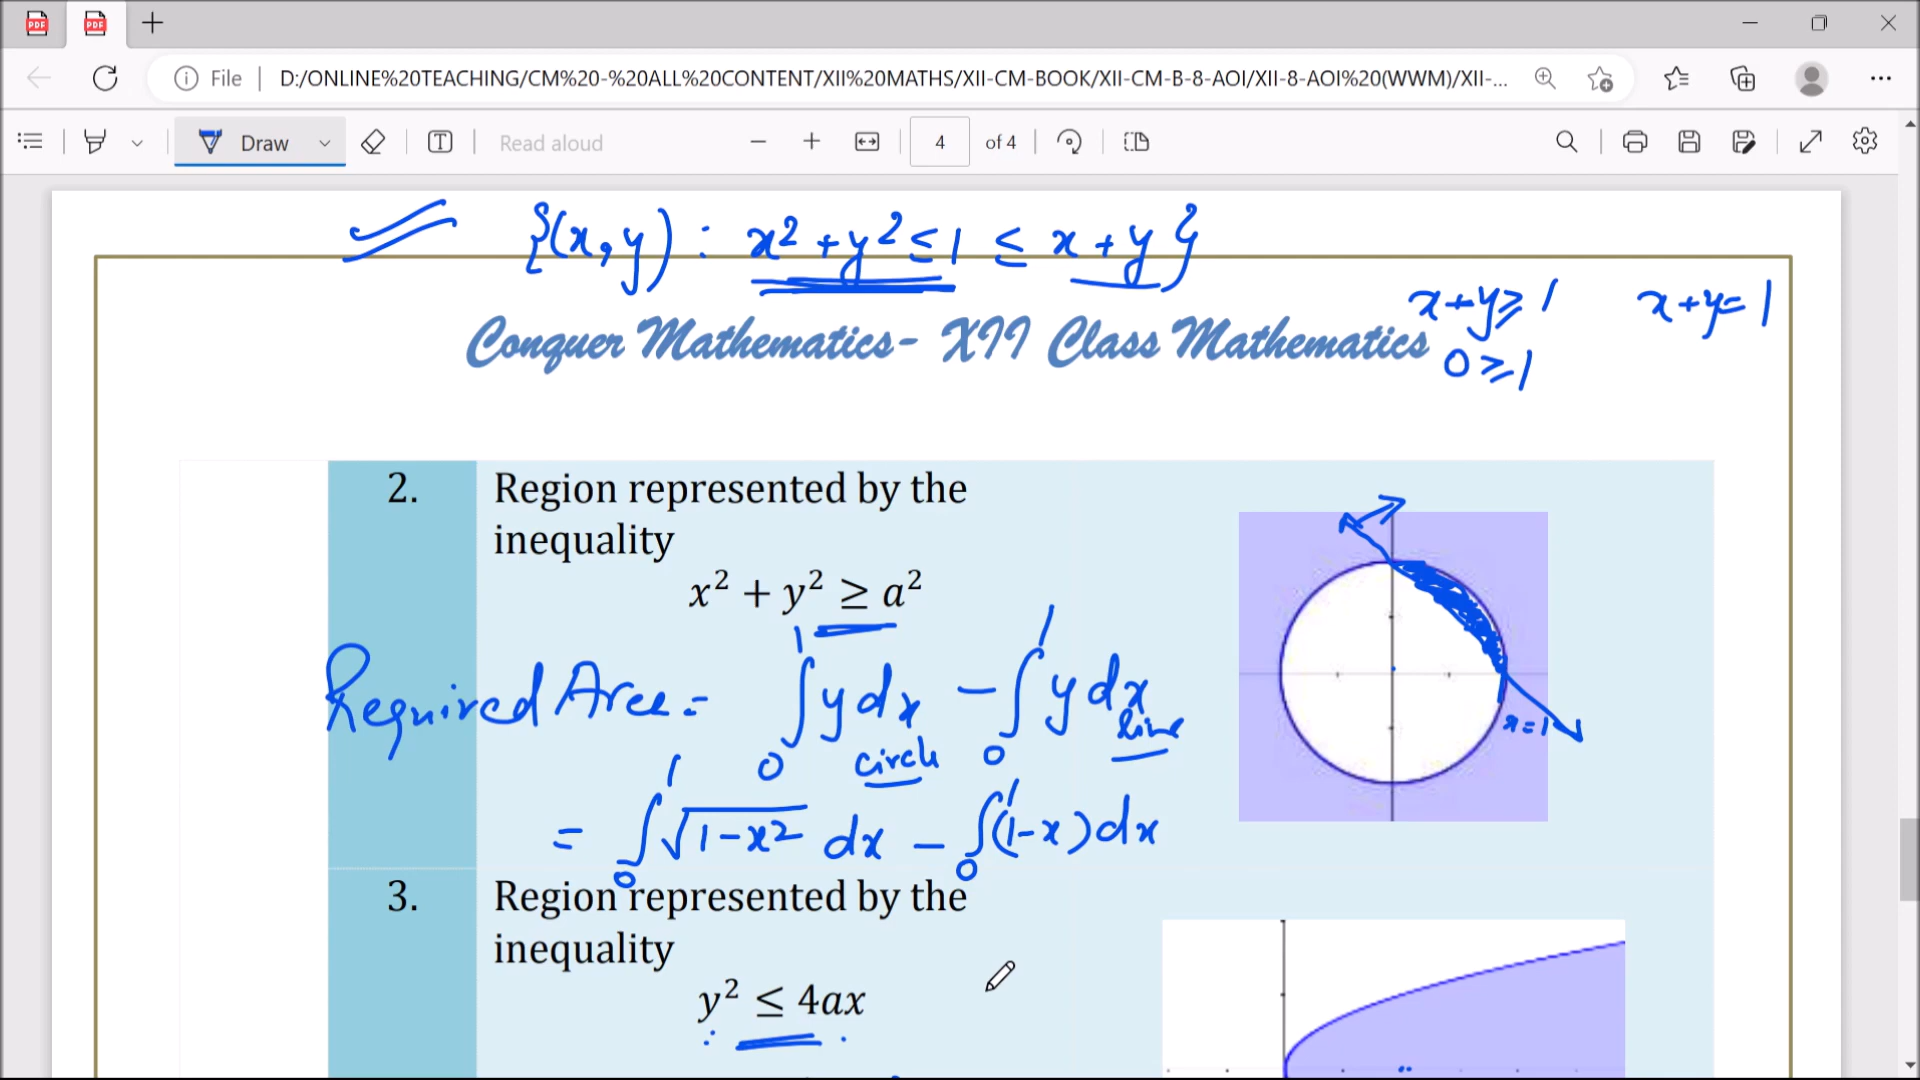 File | D:/ONLINE%20TEACHING/CM%20-%20ALL%20CONTENT/XII%20MATHS/XII-CM-BOOK/XII-CM-B-8-AOI/XII-8-AOI%20(WWM)/XII-...
Draw
Read aloud
4 of 4
{(x,y) : x² + y² ≤ 1 ≤ x + y}
x+y ≥ 1
x+y = 1
0 ≥ 1
Conquer Mathematics- XII Class Mathematics
2. Region represented by the
inequality
x² + y² ≥ a²
Required Area = ∫₀¹ y dx circle − ∫₀¹ y dx line
x=1
= ∫₀¹ √(1-x²) dx − ∫₀¹ (1-x) dx
3. Region represented by the
inequality
y² ≤ 4ax